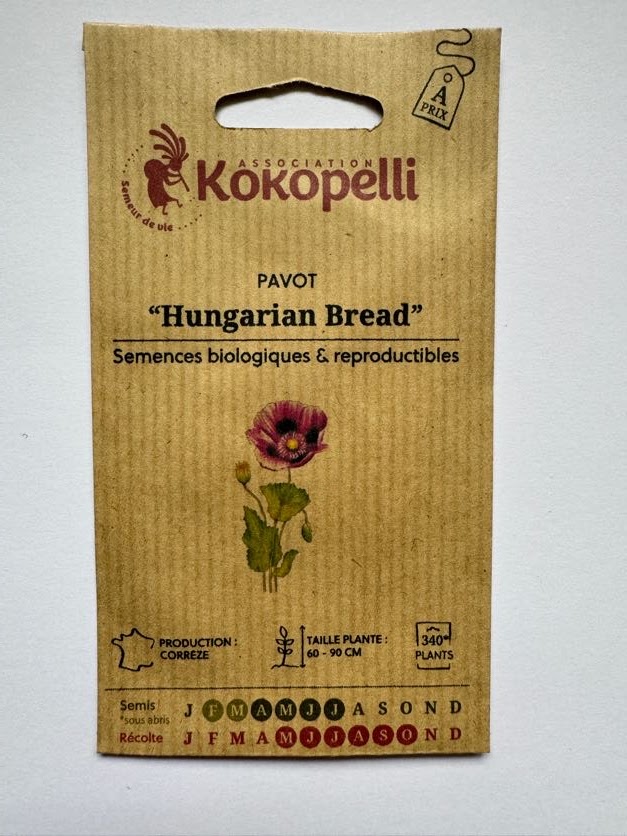 A
PRIX
ASSOCIATION
Kokopelli
Semeur de vie
PAVOT
“Hungarian Bread”
Semences biologiques & reproductibles
PRODUCTION :
CORRÈZE
TAILLE PLANTE :
60 - 90 CM
340*
PLANTS
Semis J F M A M J J A S O N D
*sous abris
Récolte J F M A M J J A S O N D